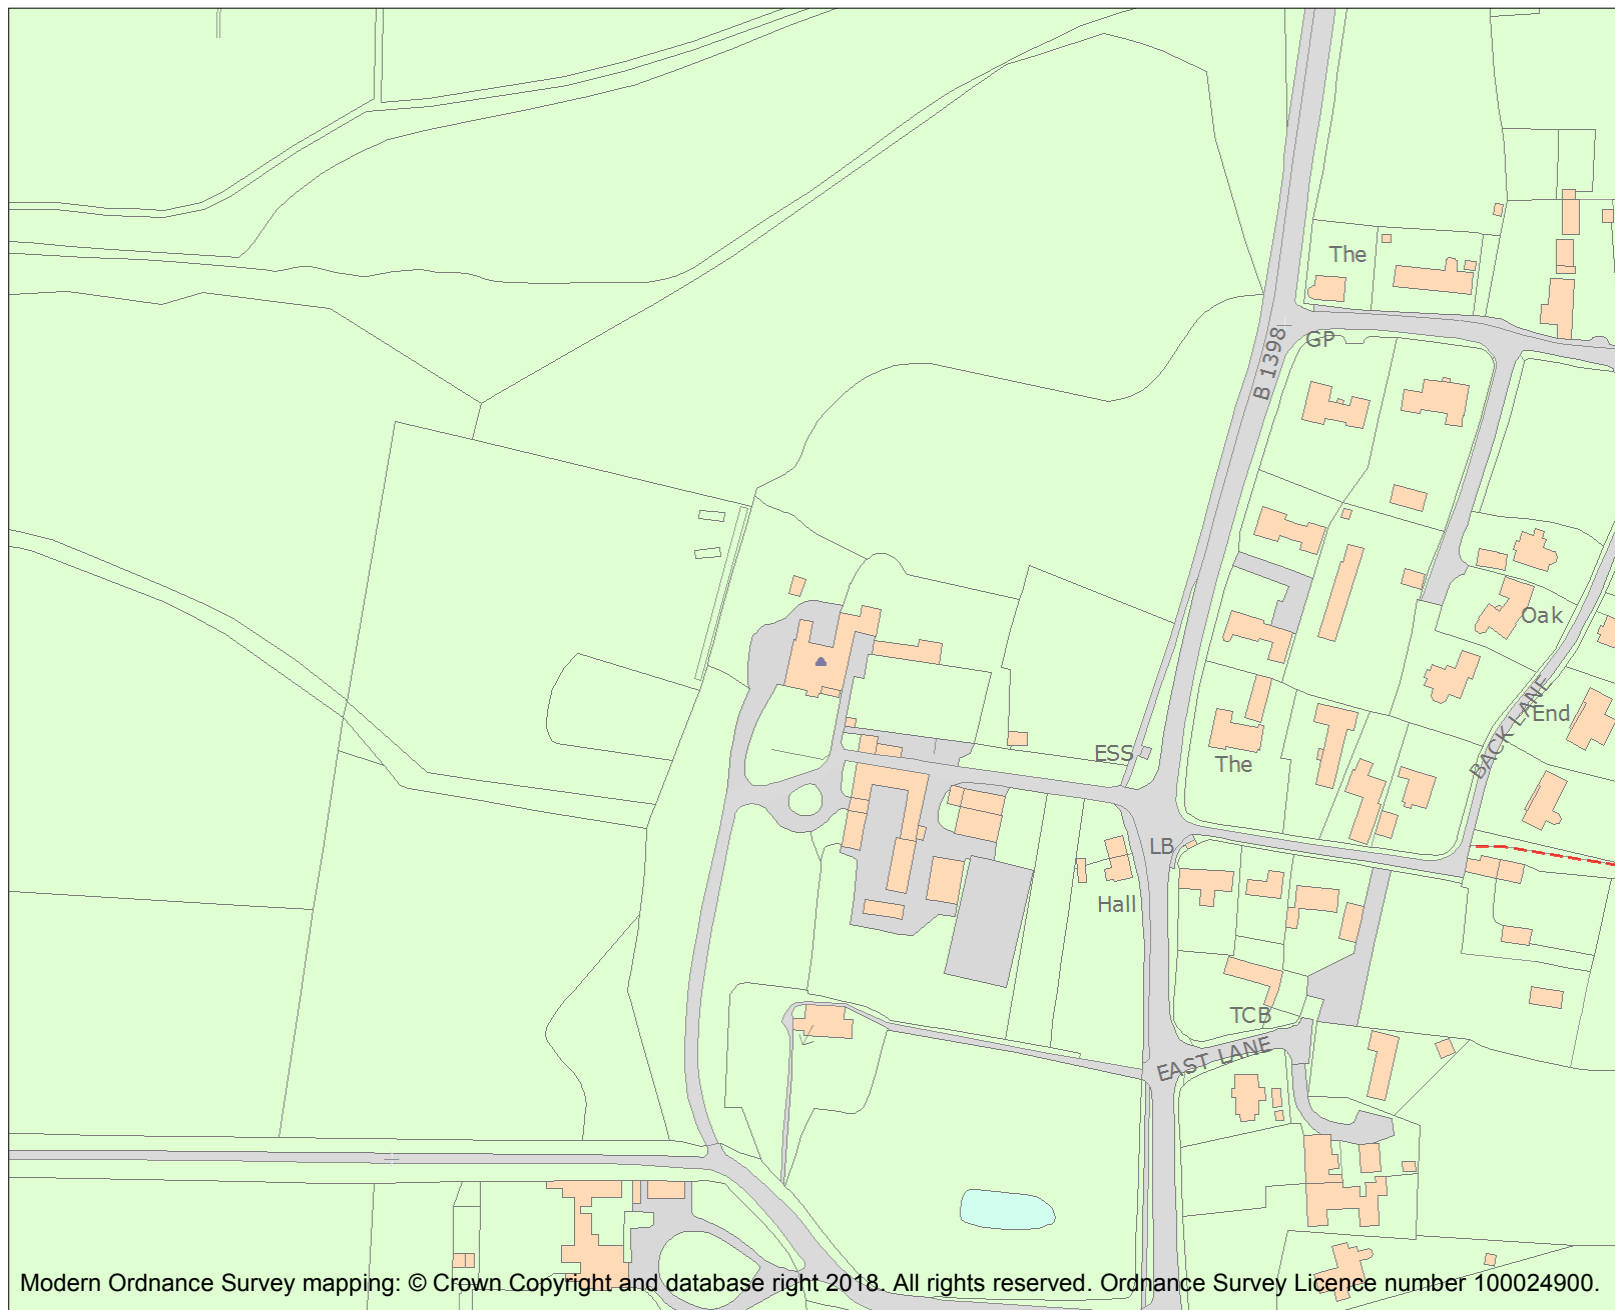 The
GP
B 1398
Oak
End
BACK LANE
ESS
The
LB
Hall
TCB
EAST LANE
Modern Ordnance Survey mapping: © Crown Copyright and database right 2018. All rights reserved. Ordnance Survey Licence number 100024900.